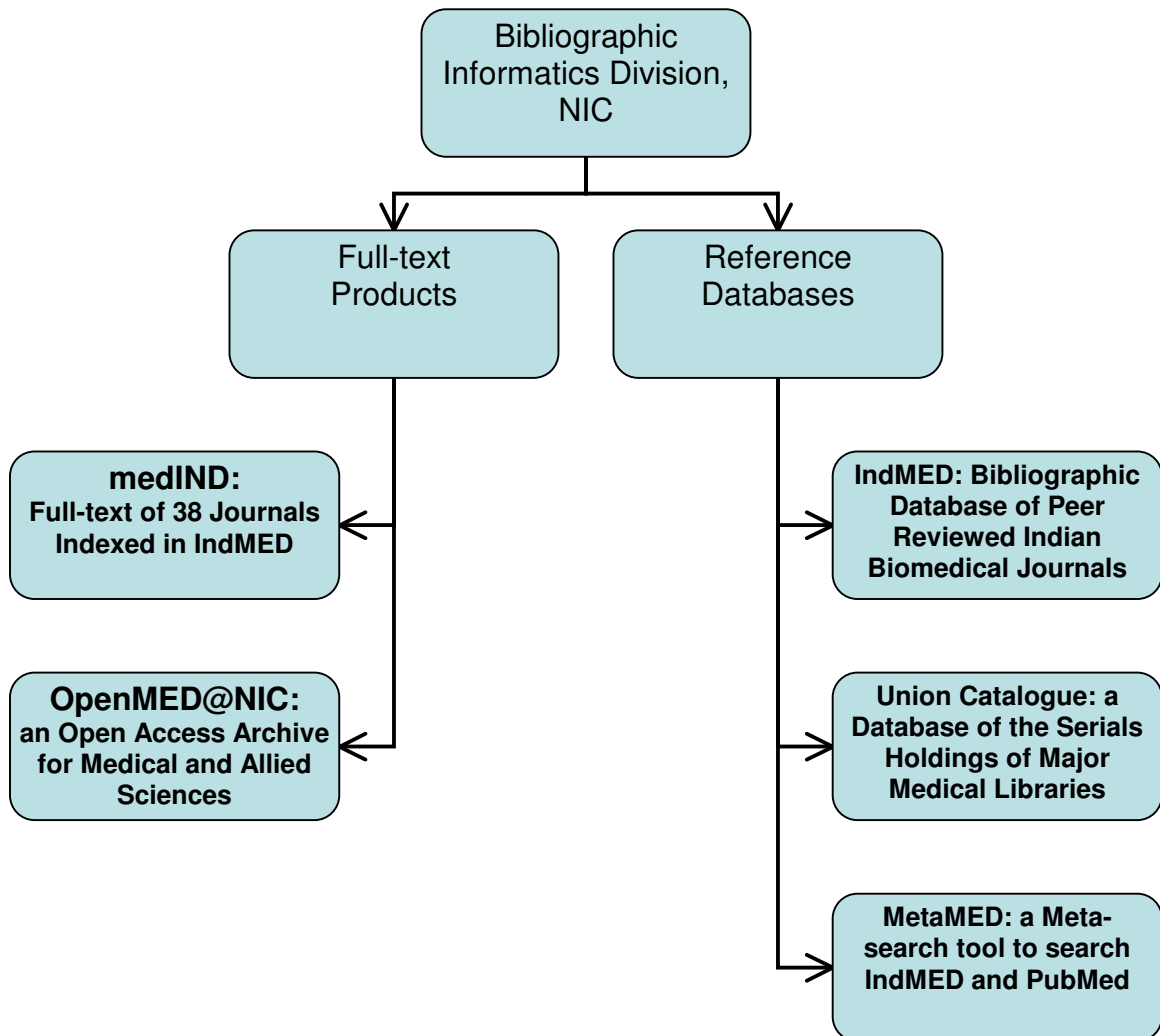 Bibliographic
Informatics Division,
NIC
Full-text
Products
Reference
Databases
medIND:
Full-text of 38 Journals
Indexed in IndMED
IndMED: Bibliographic
Database of Peer
Reviewed Indian
Biomedical Journals
OpenMED@NIC:
an Open Access Archive
for Medical and Allied
Sciences
Union Catalogue: a
Database of the Serials
Holdings of Major
Medical Libraries
MetaMED: a Meta-
search tool to search
IndMED and PubMed